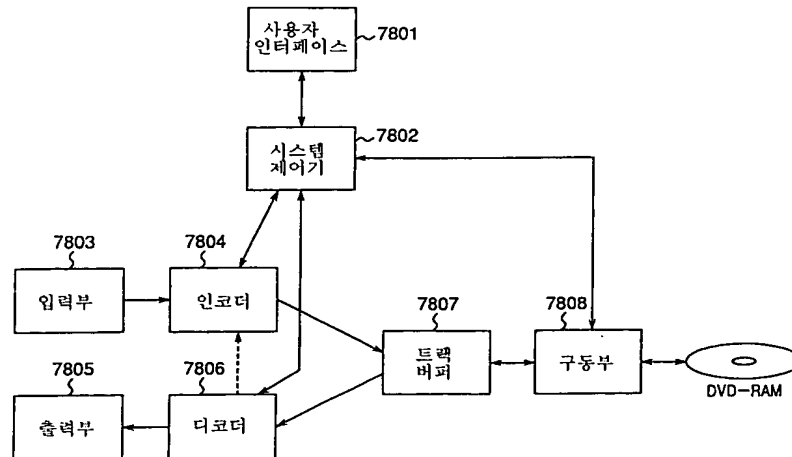 사용자
인터페이스
7801
시스템
제어기
7802
7803
입력부
7804
인코더
7805
출력부
7806
디코더
7807
트랙
버퍼
7808
구동부
DVD-RAM